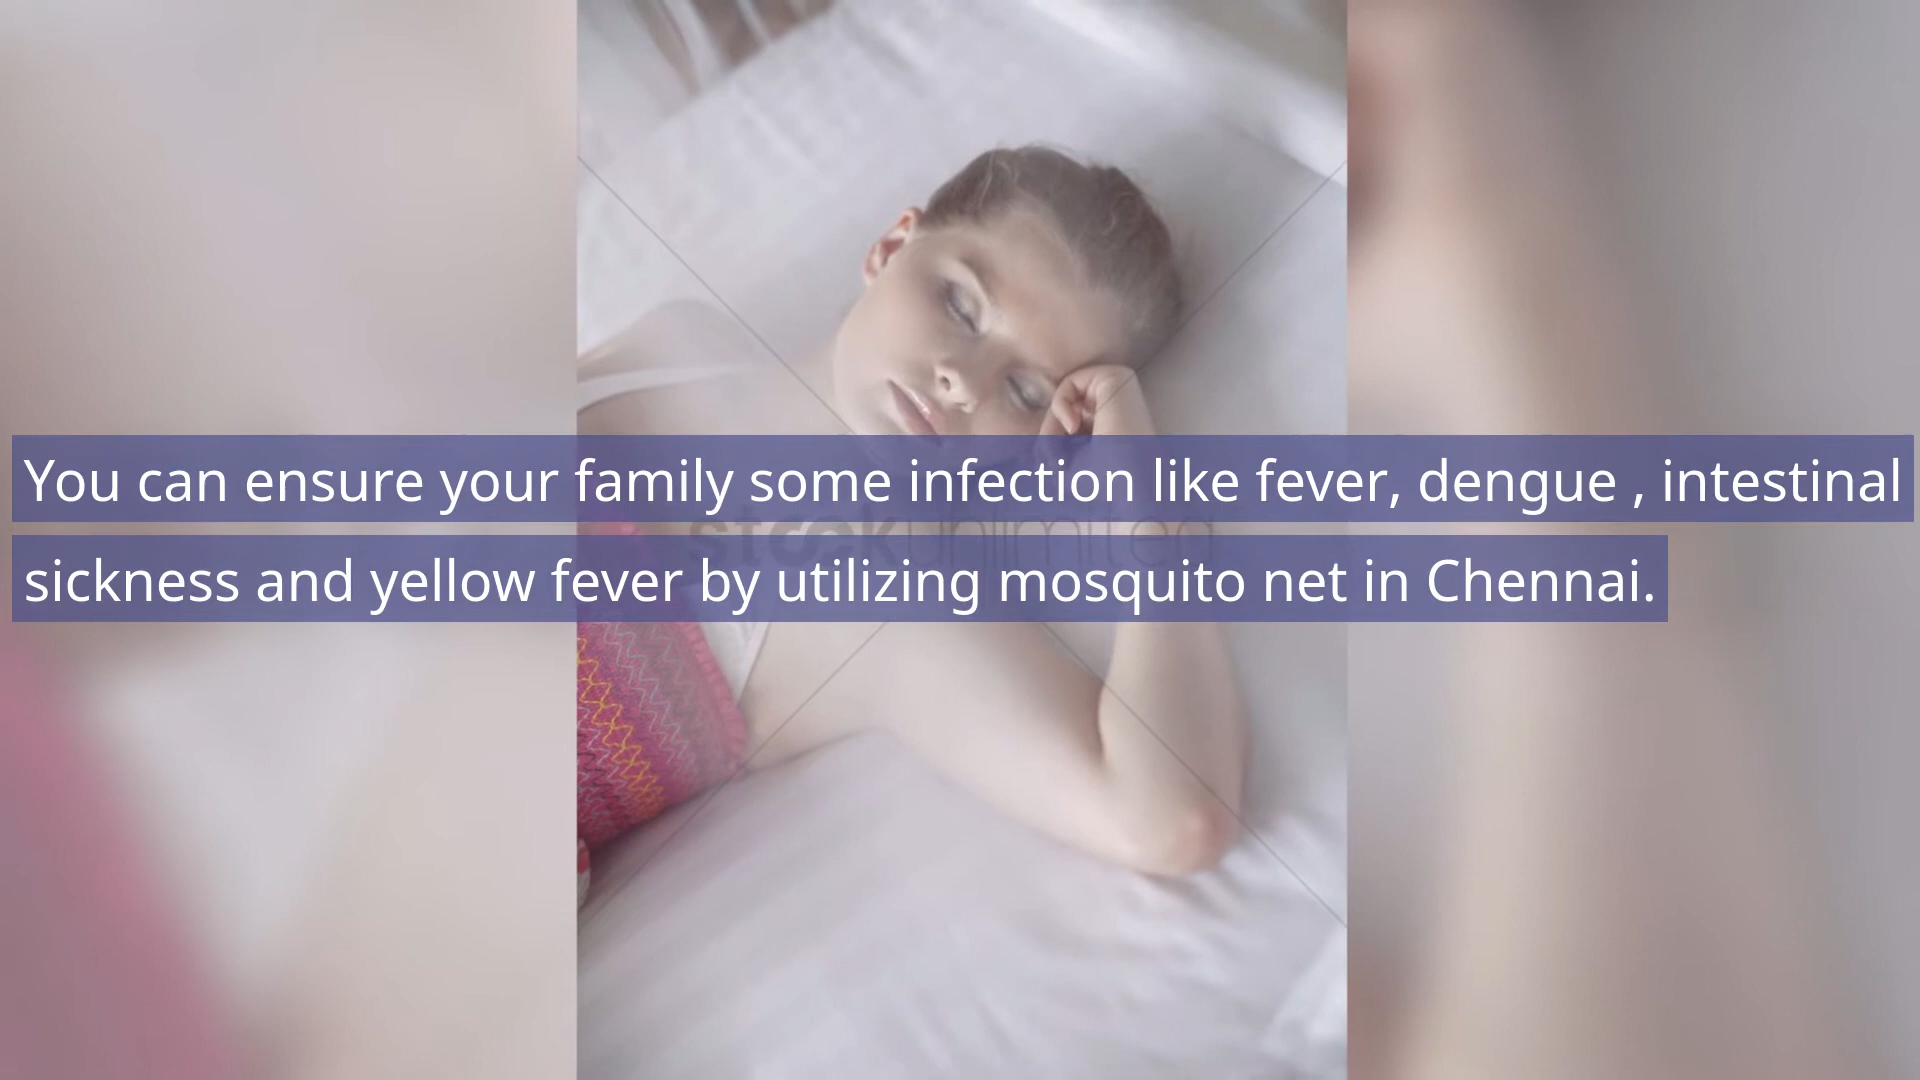 You can ensure your family some infection like fever, dengue , intestinal
stockunlimited
sickness and yellow fever by utilizing mosquito net in Chennai.